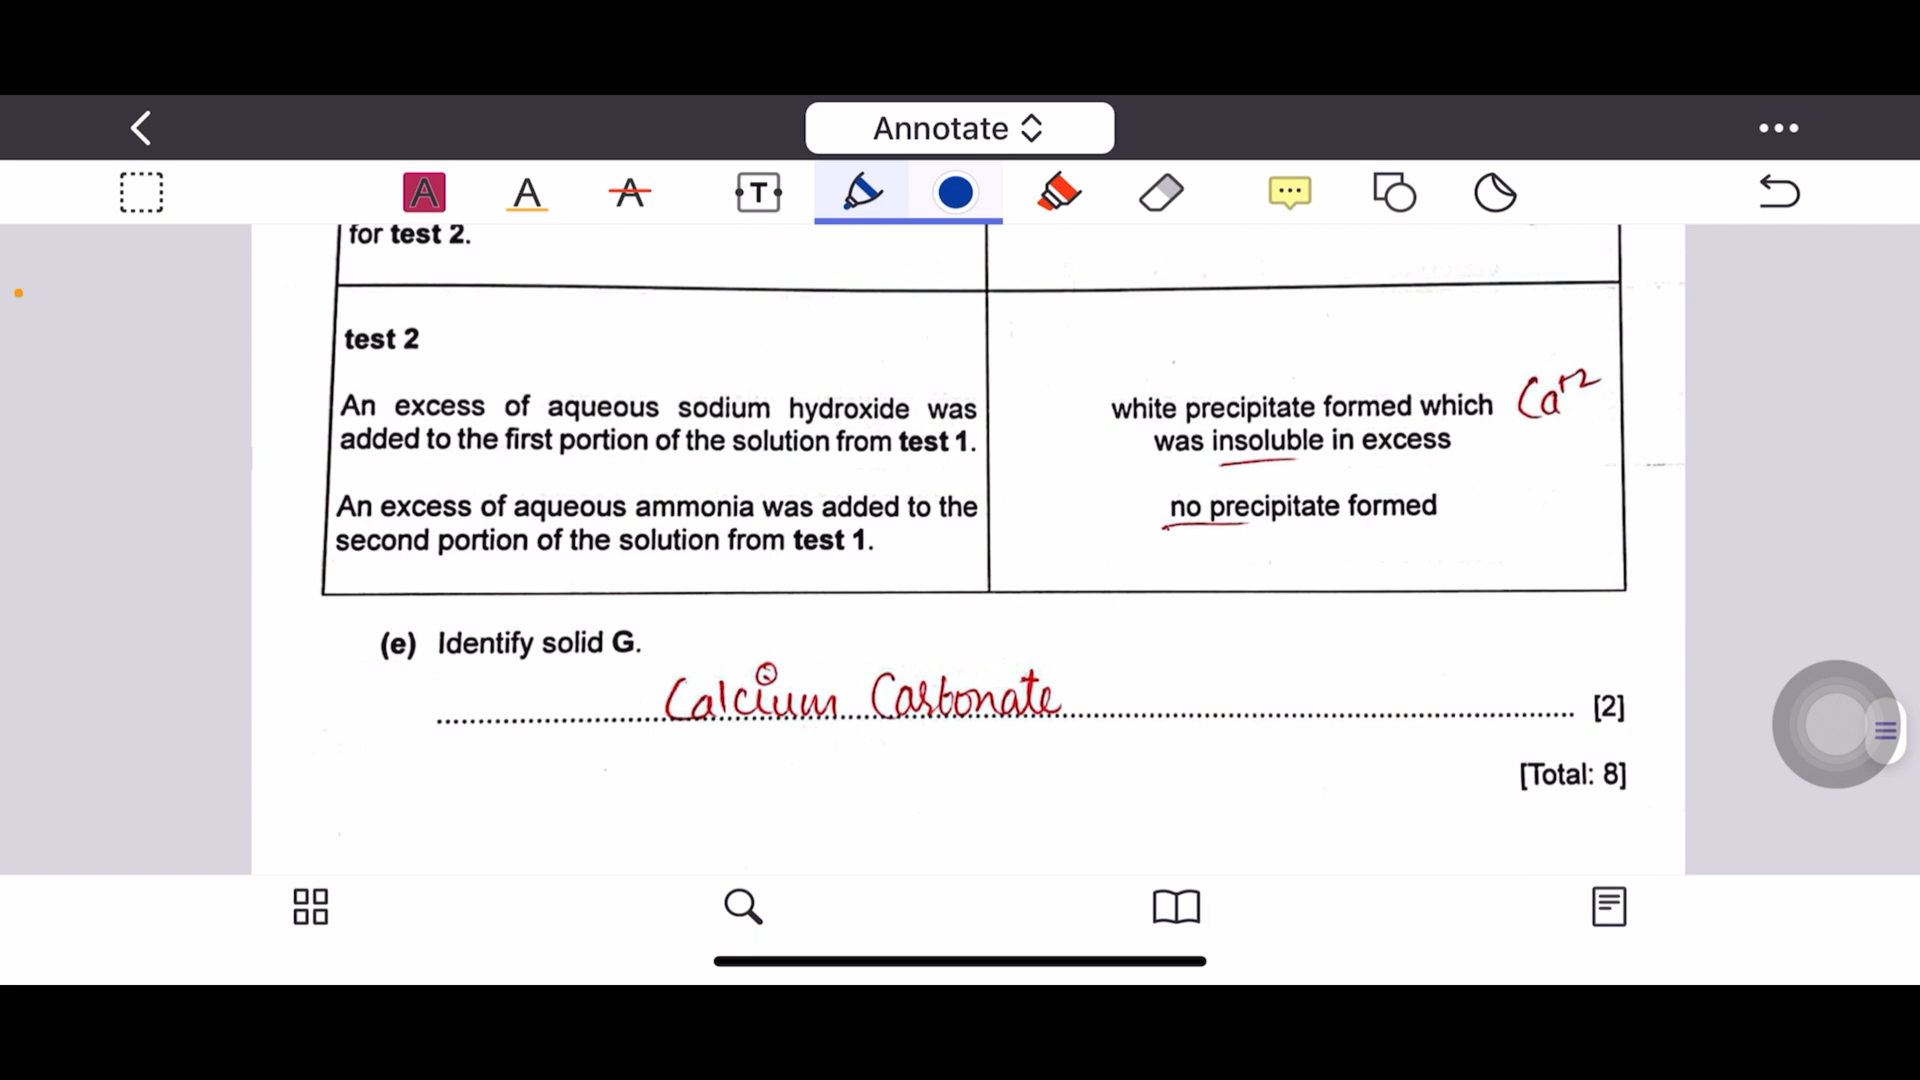 Annotate
A A A T
for test 2.
test 2
An excess of aqueous sodium hydroxide was
added to the first portion of the solution from test 1.
white precipitate formed which Ca+2
was insoluble in excess
An excess of aqueous ammonia was added to the
second portion of the solution from test 1.
no precipitate formed
(e) Identify solid G.
Calcium Carbonate
[2]
[Total: 8]